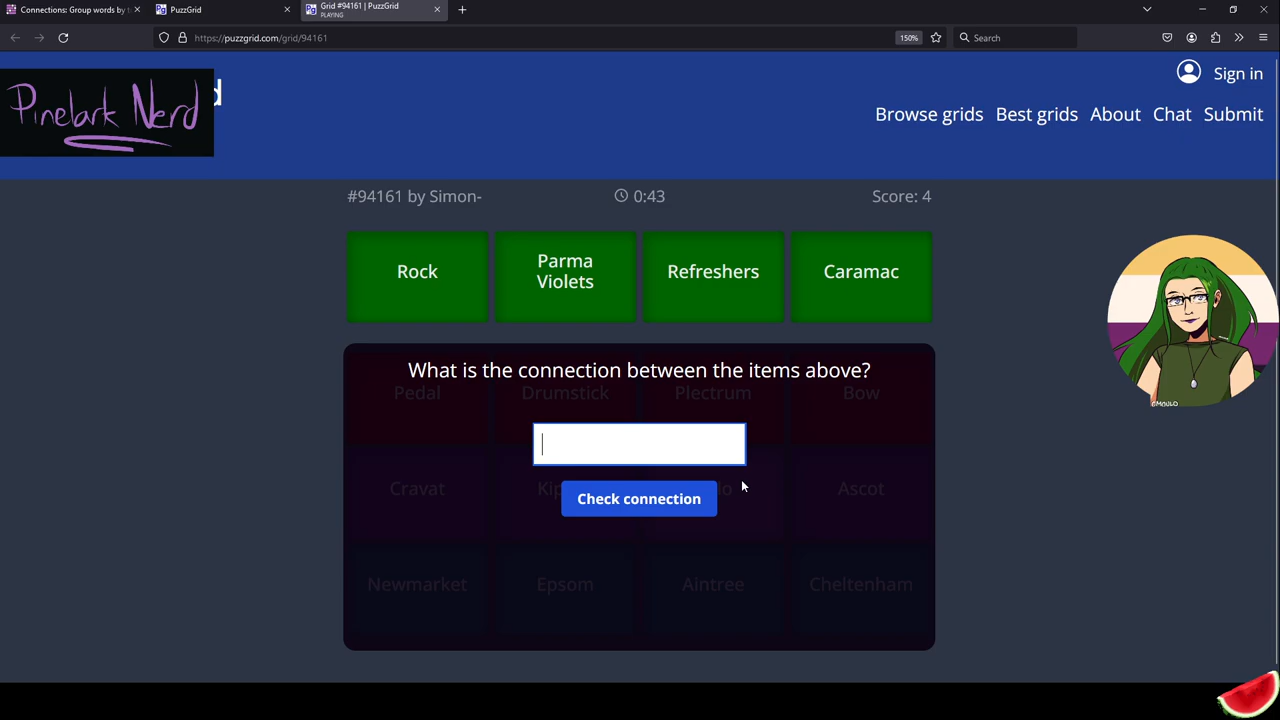 Connections: Group words by t
PuzzGrid
Grid #94161 | PuzzGrid
PLAYING
https://puzzgrid.com/grid/94161
150%
Search
Pinelark Nerd
d
Sign in
Browse grids
Best grids
About
Chat
Submit
#94161 by Simon-
0:43
Score: 4
Rock
Parma
Violets
Refreshers
Caramac
What is the connection between the items above?
Pedal
Drumstick
Plectrum
Bow
Check connection
Cravat
Kip
o
Ascot
Newmarket
Epsom
Aintree
Cheltenham